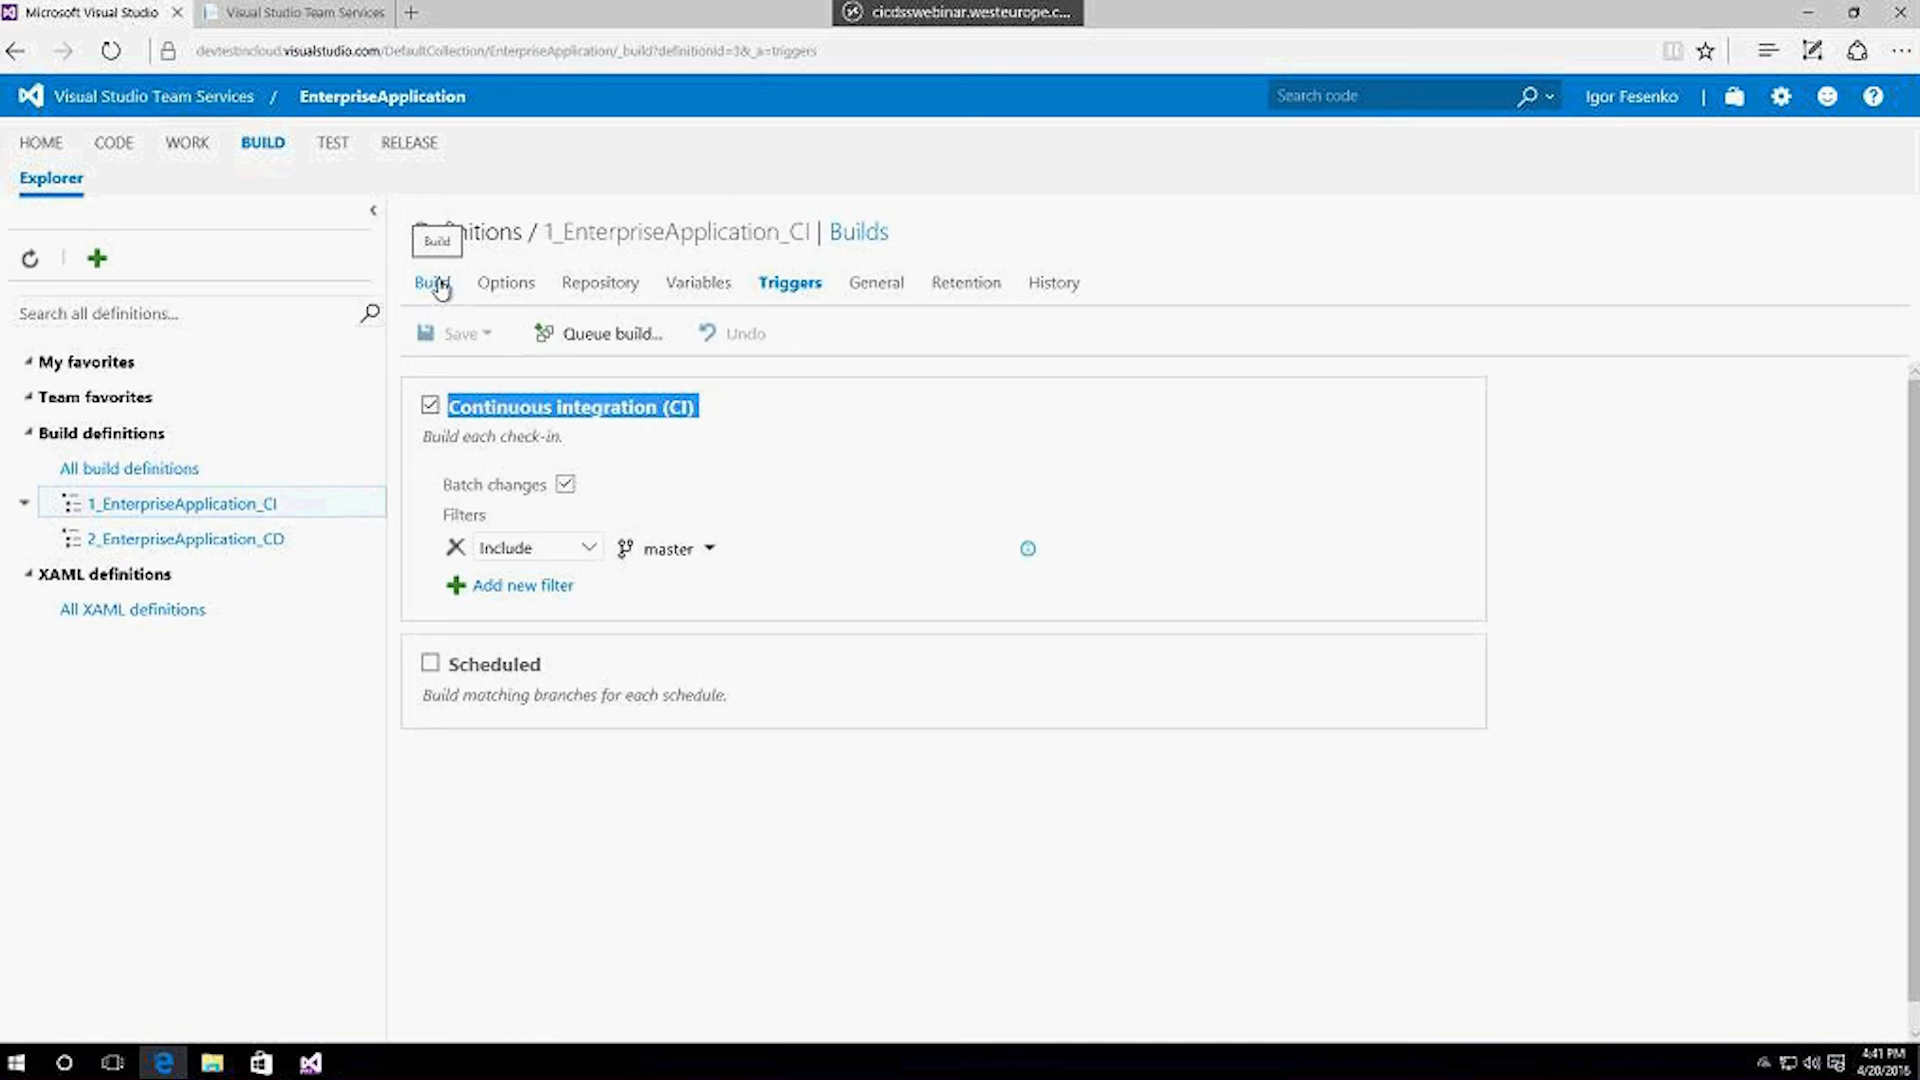 Microsoft Visual Studio
Visual Studio Team Services
cicdsswebinar.westeurope.c...
devtestincloud.visualstudio.com/DefaultCollection/EnterpriseApplication/_build?definitionId=3&_a=triggers
Visual Studio Team Services / EnterpriseApplication
Search code
Igor Fesenko
HOME CODE WORK BUILD TEST RELEASE
Explorer
Search all definitions...
My favorites
Team favorites
Build definitions
All build definitions
1_EnterpriseApplication_CI
2_EnterpriseApplication_CD
XAML definitions
All XAML definitions
nitions / 1_EnterpriseApplication_CI | Builds
Build
Build Options Repository Variables Triggers General Retention History
Save Queue build... Undo
Continuous integration (CI)
Build each check-in.
Batch changes
Filters
Include master
Add new filter
Scheduled
Build matching branches for each schedule.
4:41 PM
4/20/2016